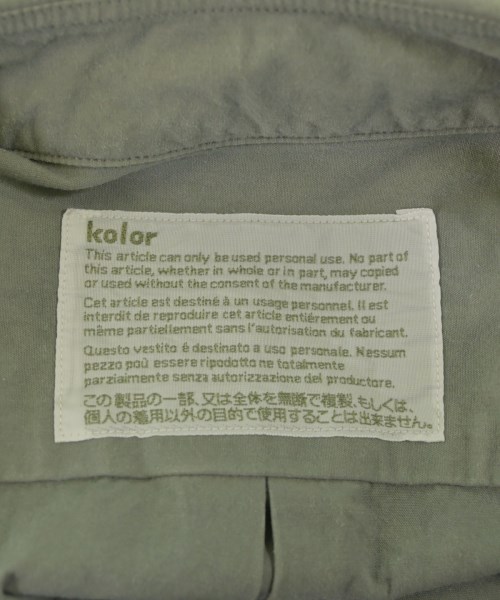 kolor
This article can only be used personal use. No part of
this article, whether in whole or in part, may copied
or used without the consent of the manufacturer.
Cet article est destiné à un usage personnel. Il est
interdit de reproduire cet article entiérement ou
même partiellement sans l'autorisation du fabricant.
Questo vestito é destinato a uso personale. Nessum
pezzo poù essere ripodotto ne totalmente
parziaimente senza autorizzazione del productore.
この製品の一部、又は全体を無断で複製、もしくは、
個人の着用以外の目的で使用することは出来ません。